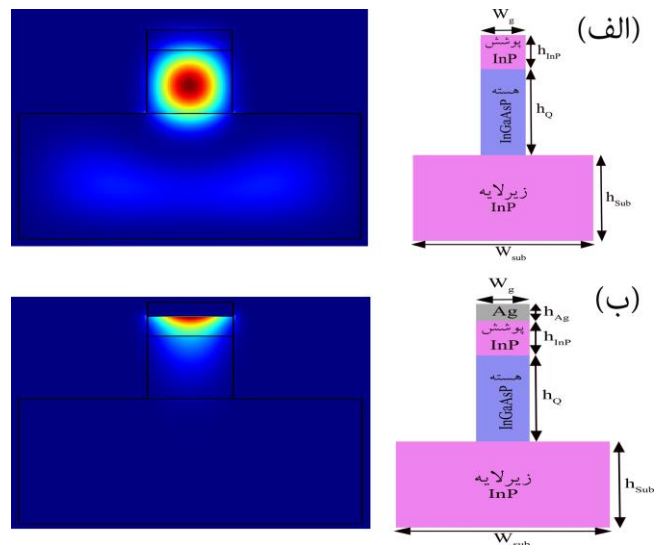 (الف)
W_g
پوشش
InP
h_InP
هسته
InGaAsP
h_Q
زیرلایه
InP
h_Sub
W_sub
(ب)
W_g
Ag
h_Ag
پوشش
InP
h_InP
هسته
InGaAsP
h_Q
زیرلایه
InP
h_Sub
W_sub